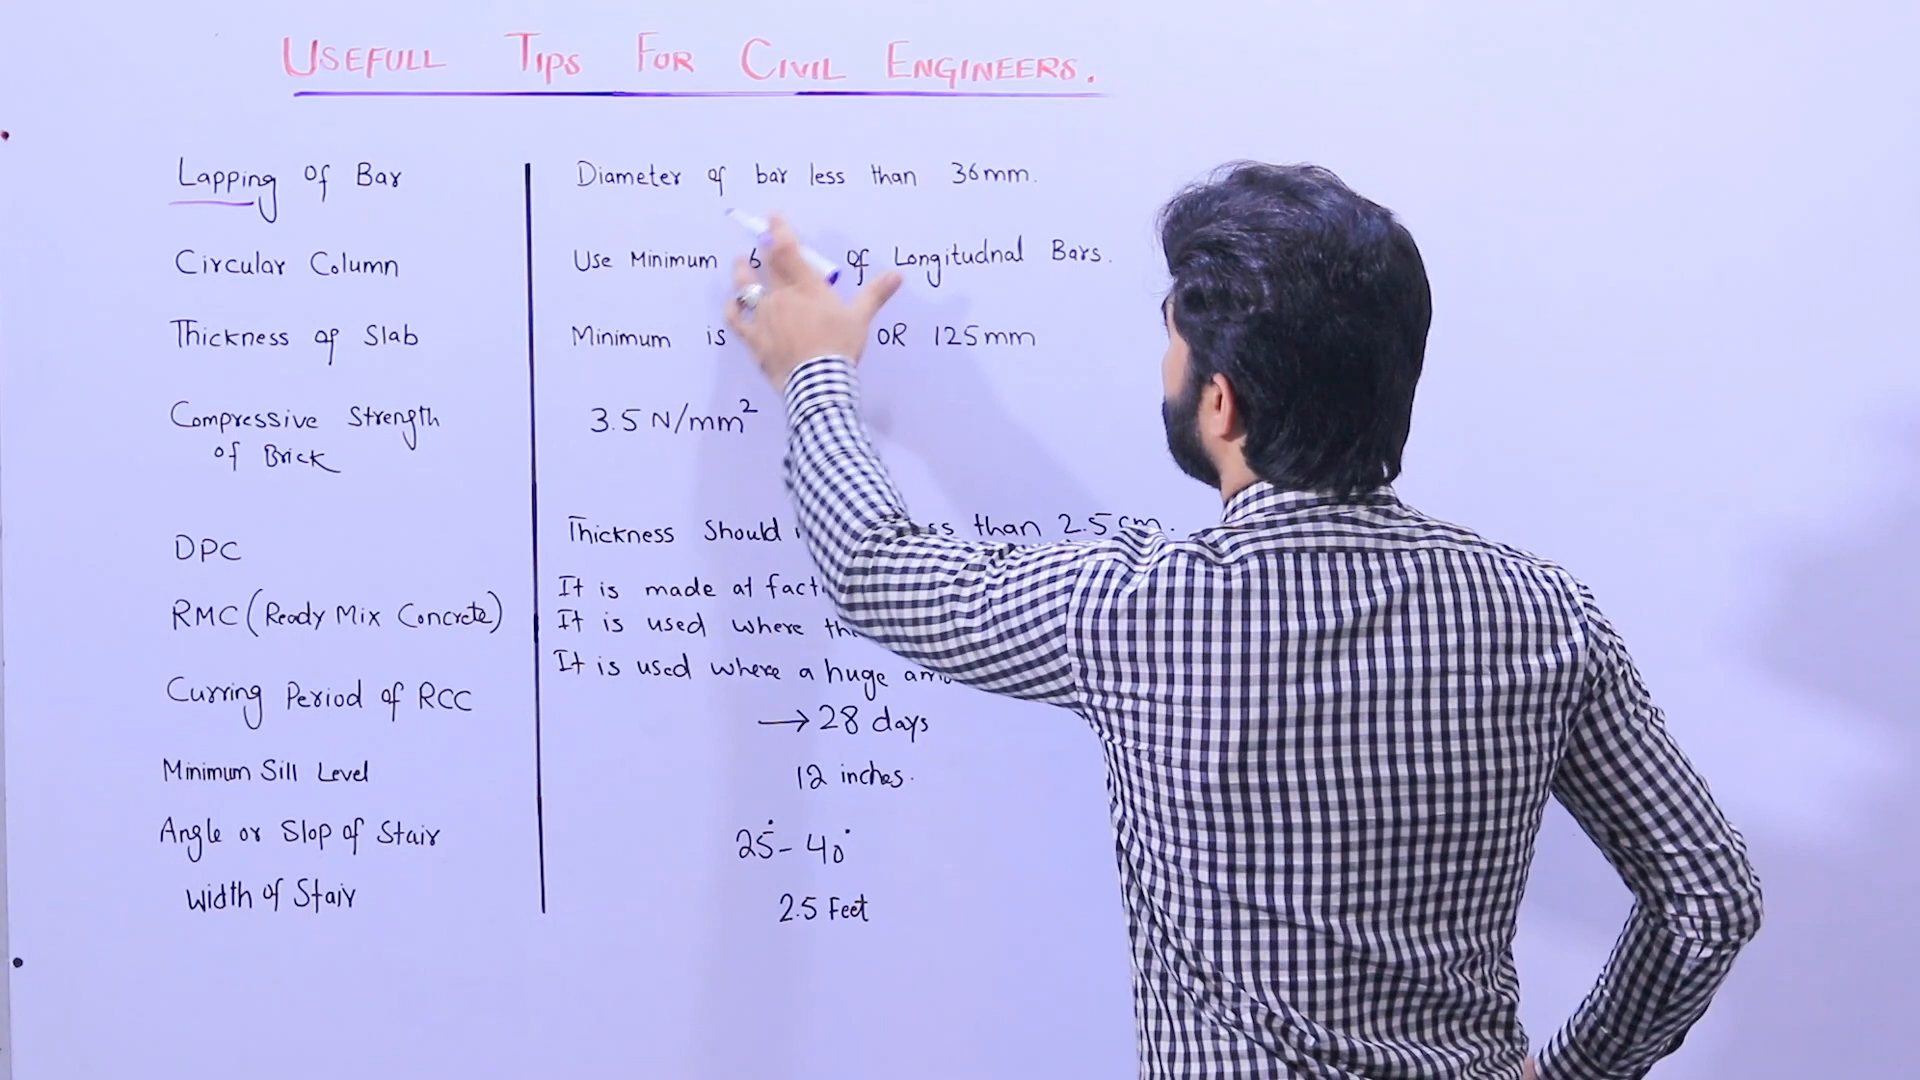 USEFULL TIPS FOR CIVIL ENGINEERS.
Lapping of Bar
Diameter of bar less than 36mm.
Circular Column
Use Minimum 6 of Longitudnal Bars.
Thickness of Slab
Minimum is OR 125mm
Compressive Strength
of Brick
3.5 N/mm²
DPC
Thickness Should than 2.5cm.
RMC (Ready Mix Concrete)
It is made at
It is used where
It is used where a huge
Curring Period of RCC
→ 28 days
Minimum Sill Level
12 inches.
Angle or Slop of Stair
25° - 40°
Width of Stair
2.5 Feet